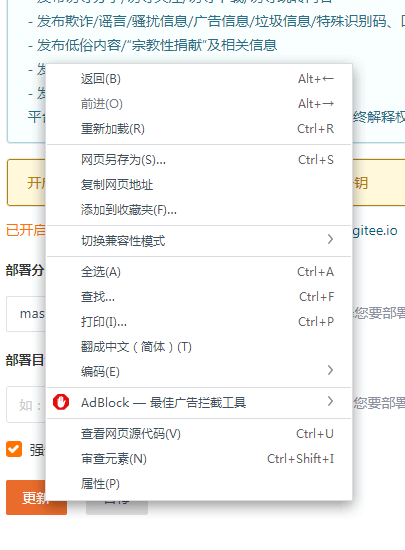 - 发布欺诈/谣言/骚扰信息/广告信息/垃圾信息/特殊识别码、
- 发布低俗内容/“宗教性捐献”及相关信息
- 发
- 发
平台
终解释权
返回(B) Alt+←
前进(O) Alt+→
重新加载(R) Ctrl+R
网页另存为(S)... Ctrl+S
复制网页地址
添加到收藏夹(F)...
切换兼容性模式
全选(A) Ctrl+A
查找... Ctrl+F
打印(I)... Ctrl+P
翻成中文（简体）(T)
编码(E)
AdBlock — 最佳广告拦截工具
查看网页源代码(V) Ctrl+U
审查元素(N) Ctrl+Shift+I
属性(P)
开启
钥
已开启
gitee.io
部署分
mas
您要部署
部署目
如：
您要部署
强
更新